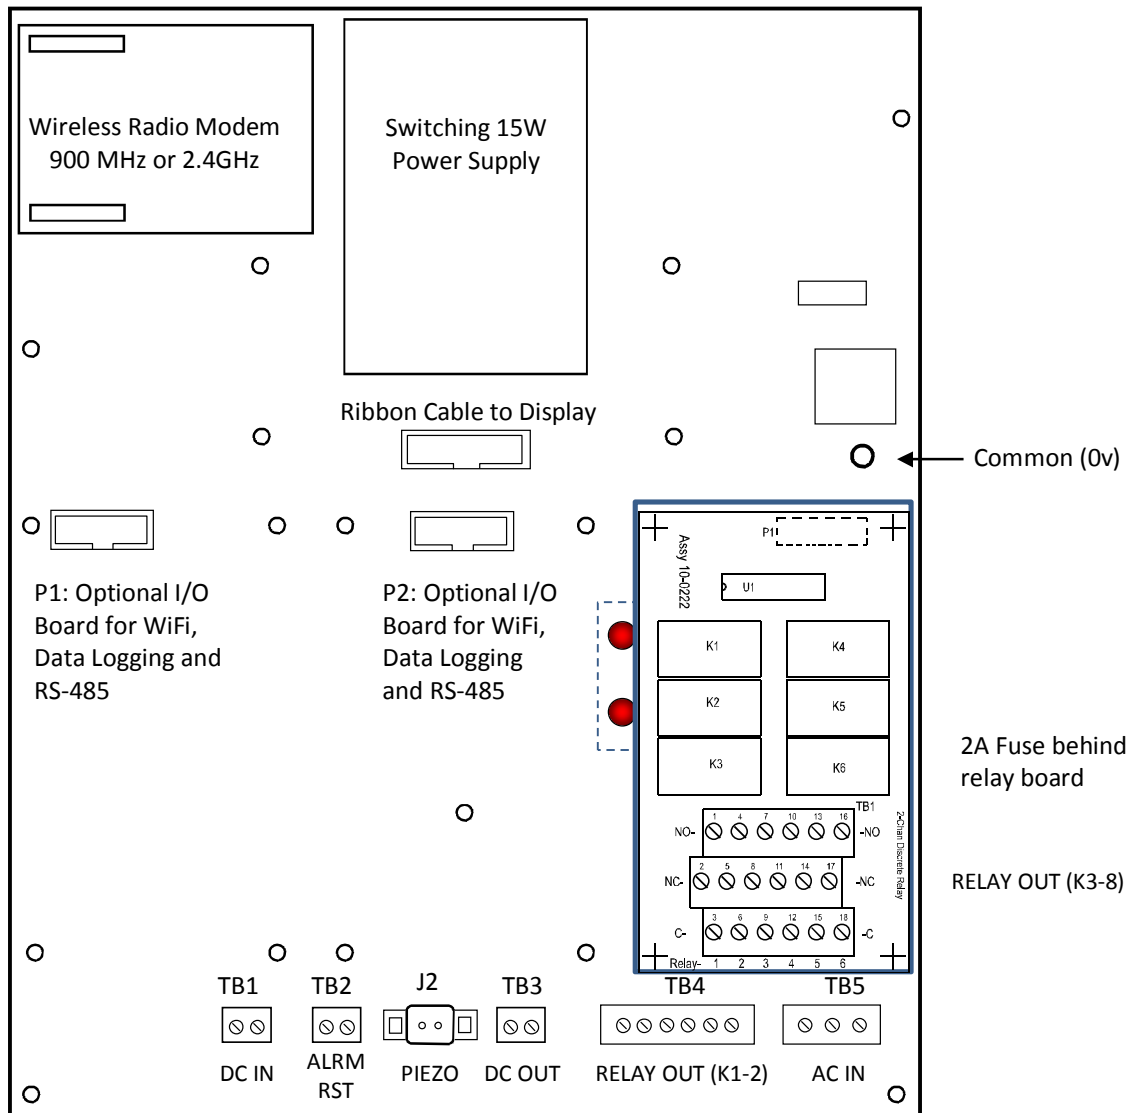 Wireless Radio Modem
900 MHz or 2.4GHz
Switching 15W
Power Supply
Ribbon Cable to Display
Common (0v)
P1: Optional I/O
Board for WiFi,
Data Logging and
RS-485
P2: Optional I/O
Board for WiFi,
Data Logging
and RS-485
P1
Assy 10-0222
U1
K1
K4
K2
K5
K3
K6
2A Fuse behind
relay board
TB1
1 4 7 10 13 16
NO- -NO
2-Chan Discrete Relay
2 5 8 11 14 17
NC- -NC
RELAY OUT (K3-8)
3 6 9 12 15 18
C- -C
Relay- 1 2 3 4 5 6
TB1 TB2 J2 TB3 TB4 TB5
DC IN
ALRM
RST
PIEZO
DC OUT
RELAY OUT (K1-2)
AC IN